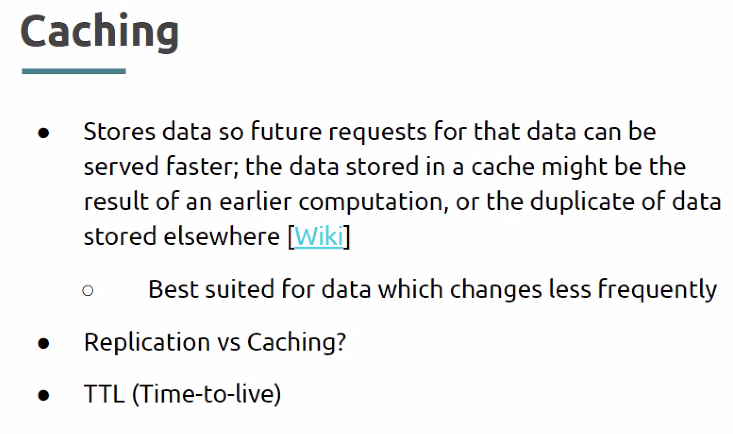 Caching
● Stores data so future requests for that data can be
served faster; the data stored in a cache might be the
result of an earlier computation, or the duplicate of data
stored elsewhere [Wiki]
○ Best suited for data which changes less frequently
● Replication vs Caching?
● TTL (Time-to-live)